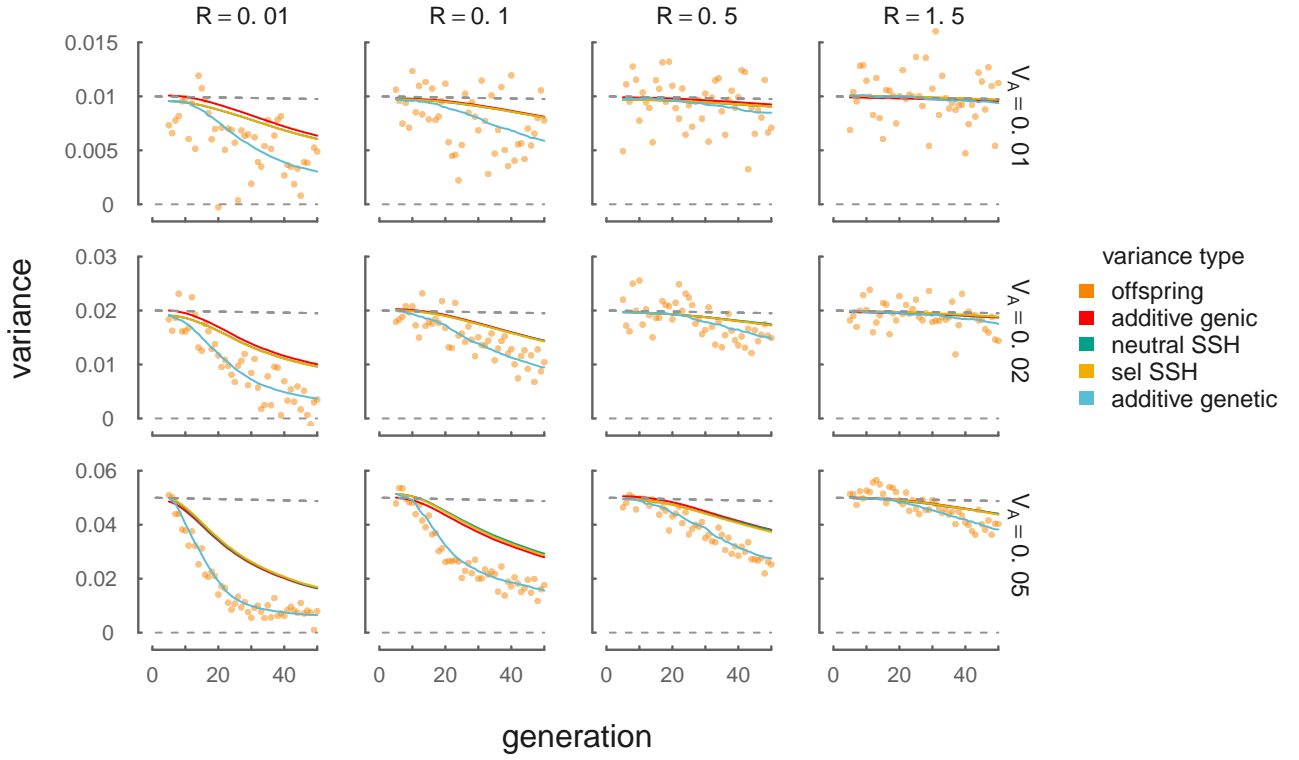 R = 0. 01 R = 0. 1 R = 0. 5 R = 1. 5
0.015
0.01
0.005
0
V_A = 0. 01
0.03
0.02
0.01
0
V_A = 0. 02
0.06
0.04
0.02
0
V_A = 0. 05
0 20 40 0 20 40 0 20 40 0 20 40
variance
generation
variance type
offspring
additive genic
neutral SSH
sel SSH
additive genetic